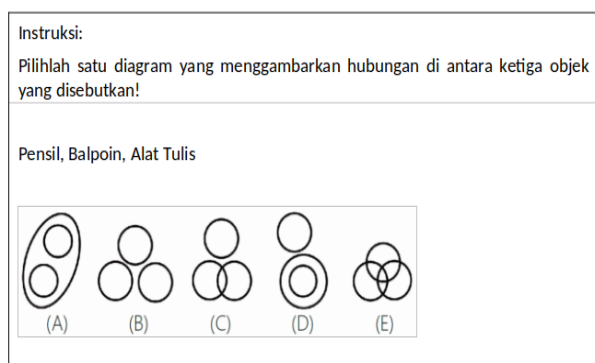 Instruksi:
Pilihlah satu diagram yang menggambarkan hubungan di antara ketiga objek
yang disebutkan!
Pensil, Balpoin, Alat Tulis
(A) (B) (C) (D) (E)